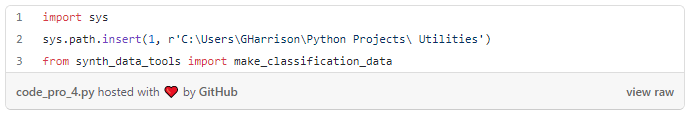 1 import sys
2 sys.path.insert(1, r'C:\Users\GHarrison\Python Projects\ Utilities')
3 from synth_data_tools import make_classification_data
code_pro_4.py hosted with ❤ by GitHub view raw